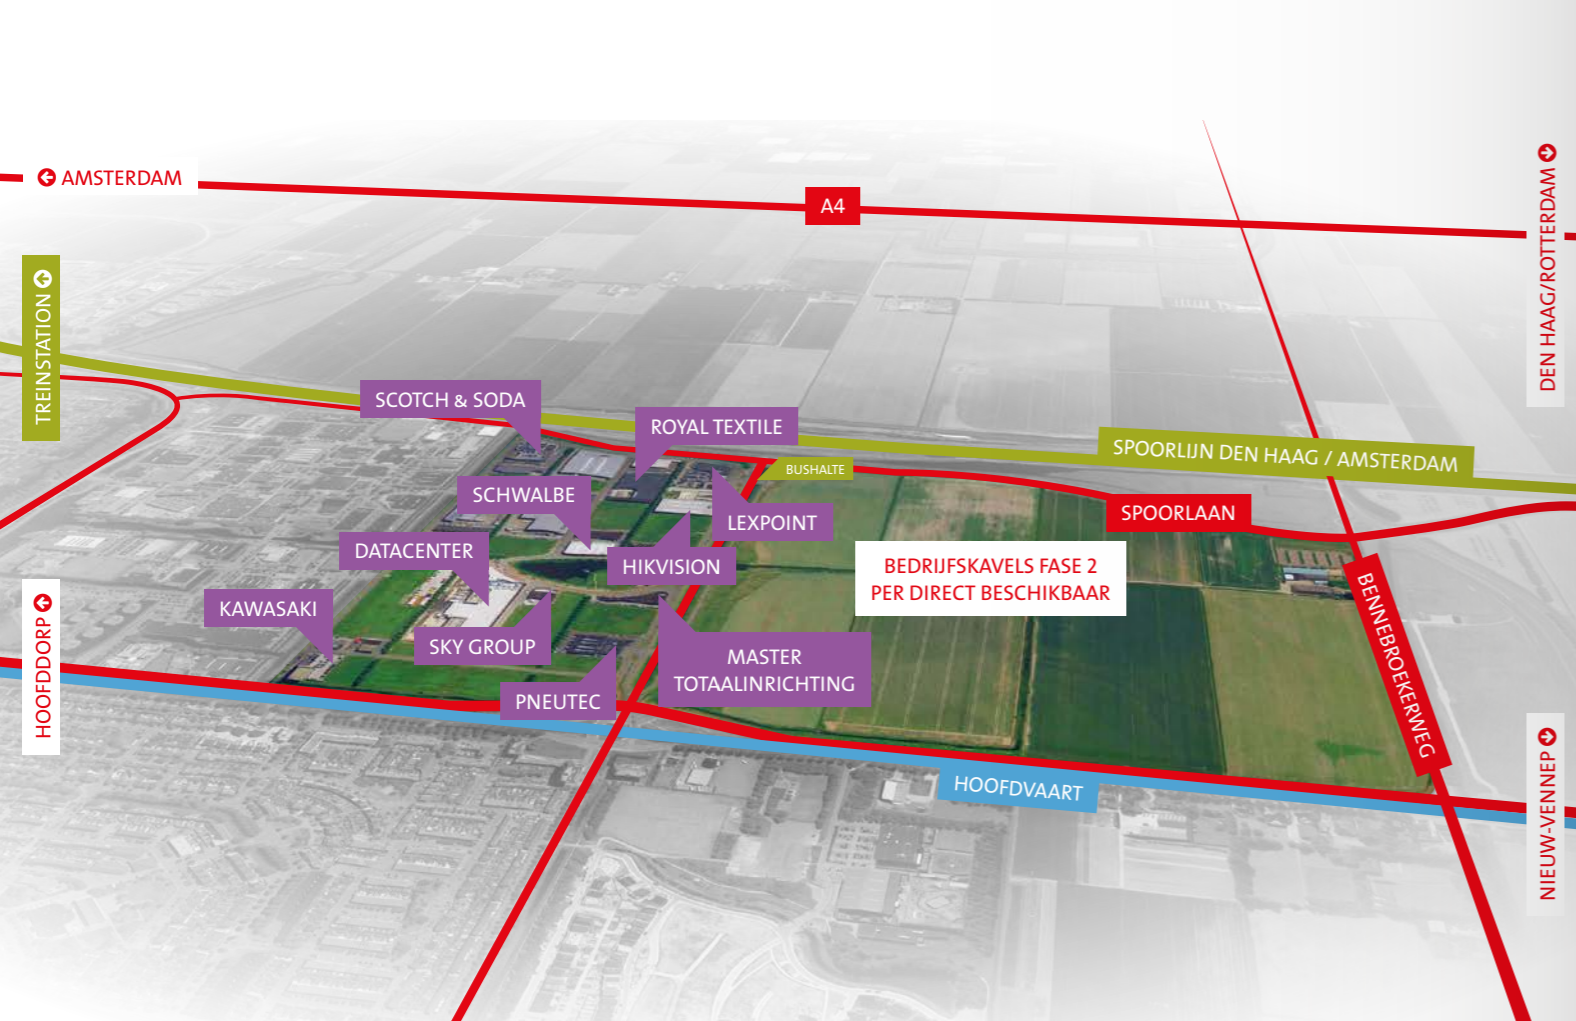 AMSTERDAM
A4
DEN HAAG/ROTTERDAM
TREINSTATION
SCOTCH & SODA
ROYAL TEXTILE
SPOORLIJN DEN HAAG / AMSTERDAM
BUSHALTE
SCHWALBE
LEXPOINT
SPOORLAAN
DATACENTER
HIKVISION
BEDRIJFSKAVELS FASE 2
PER DIRECT BESCHIKBAAR
KAWASAKI
SKY GROUP
MASTER
TOTAALINRICHTING
BENNEBROEKERWEG
HOOFDDORP
PNEUTEC
HOOFDVAART
NIEUW-VENNEP